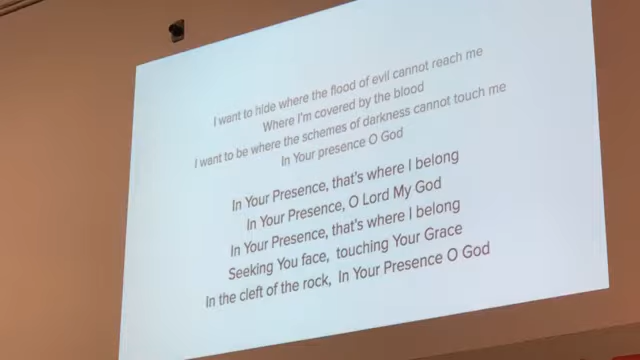 I want to hide where the flood of evil cannot reach me
Where I'm covered by the blood
I want to be where the schemes of darkness cannot touch me
In Your presence O God
In Your Presence, that's where I belong
In Your Presence, O Lord My God
In Your Presence, that's where I belong
Seeking You face, touching Your Grace
In the cleft of the rock, In Your Presence O God